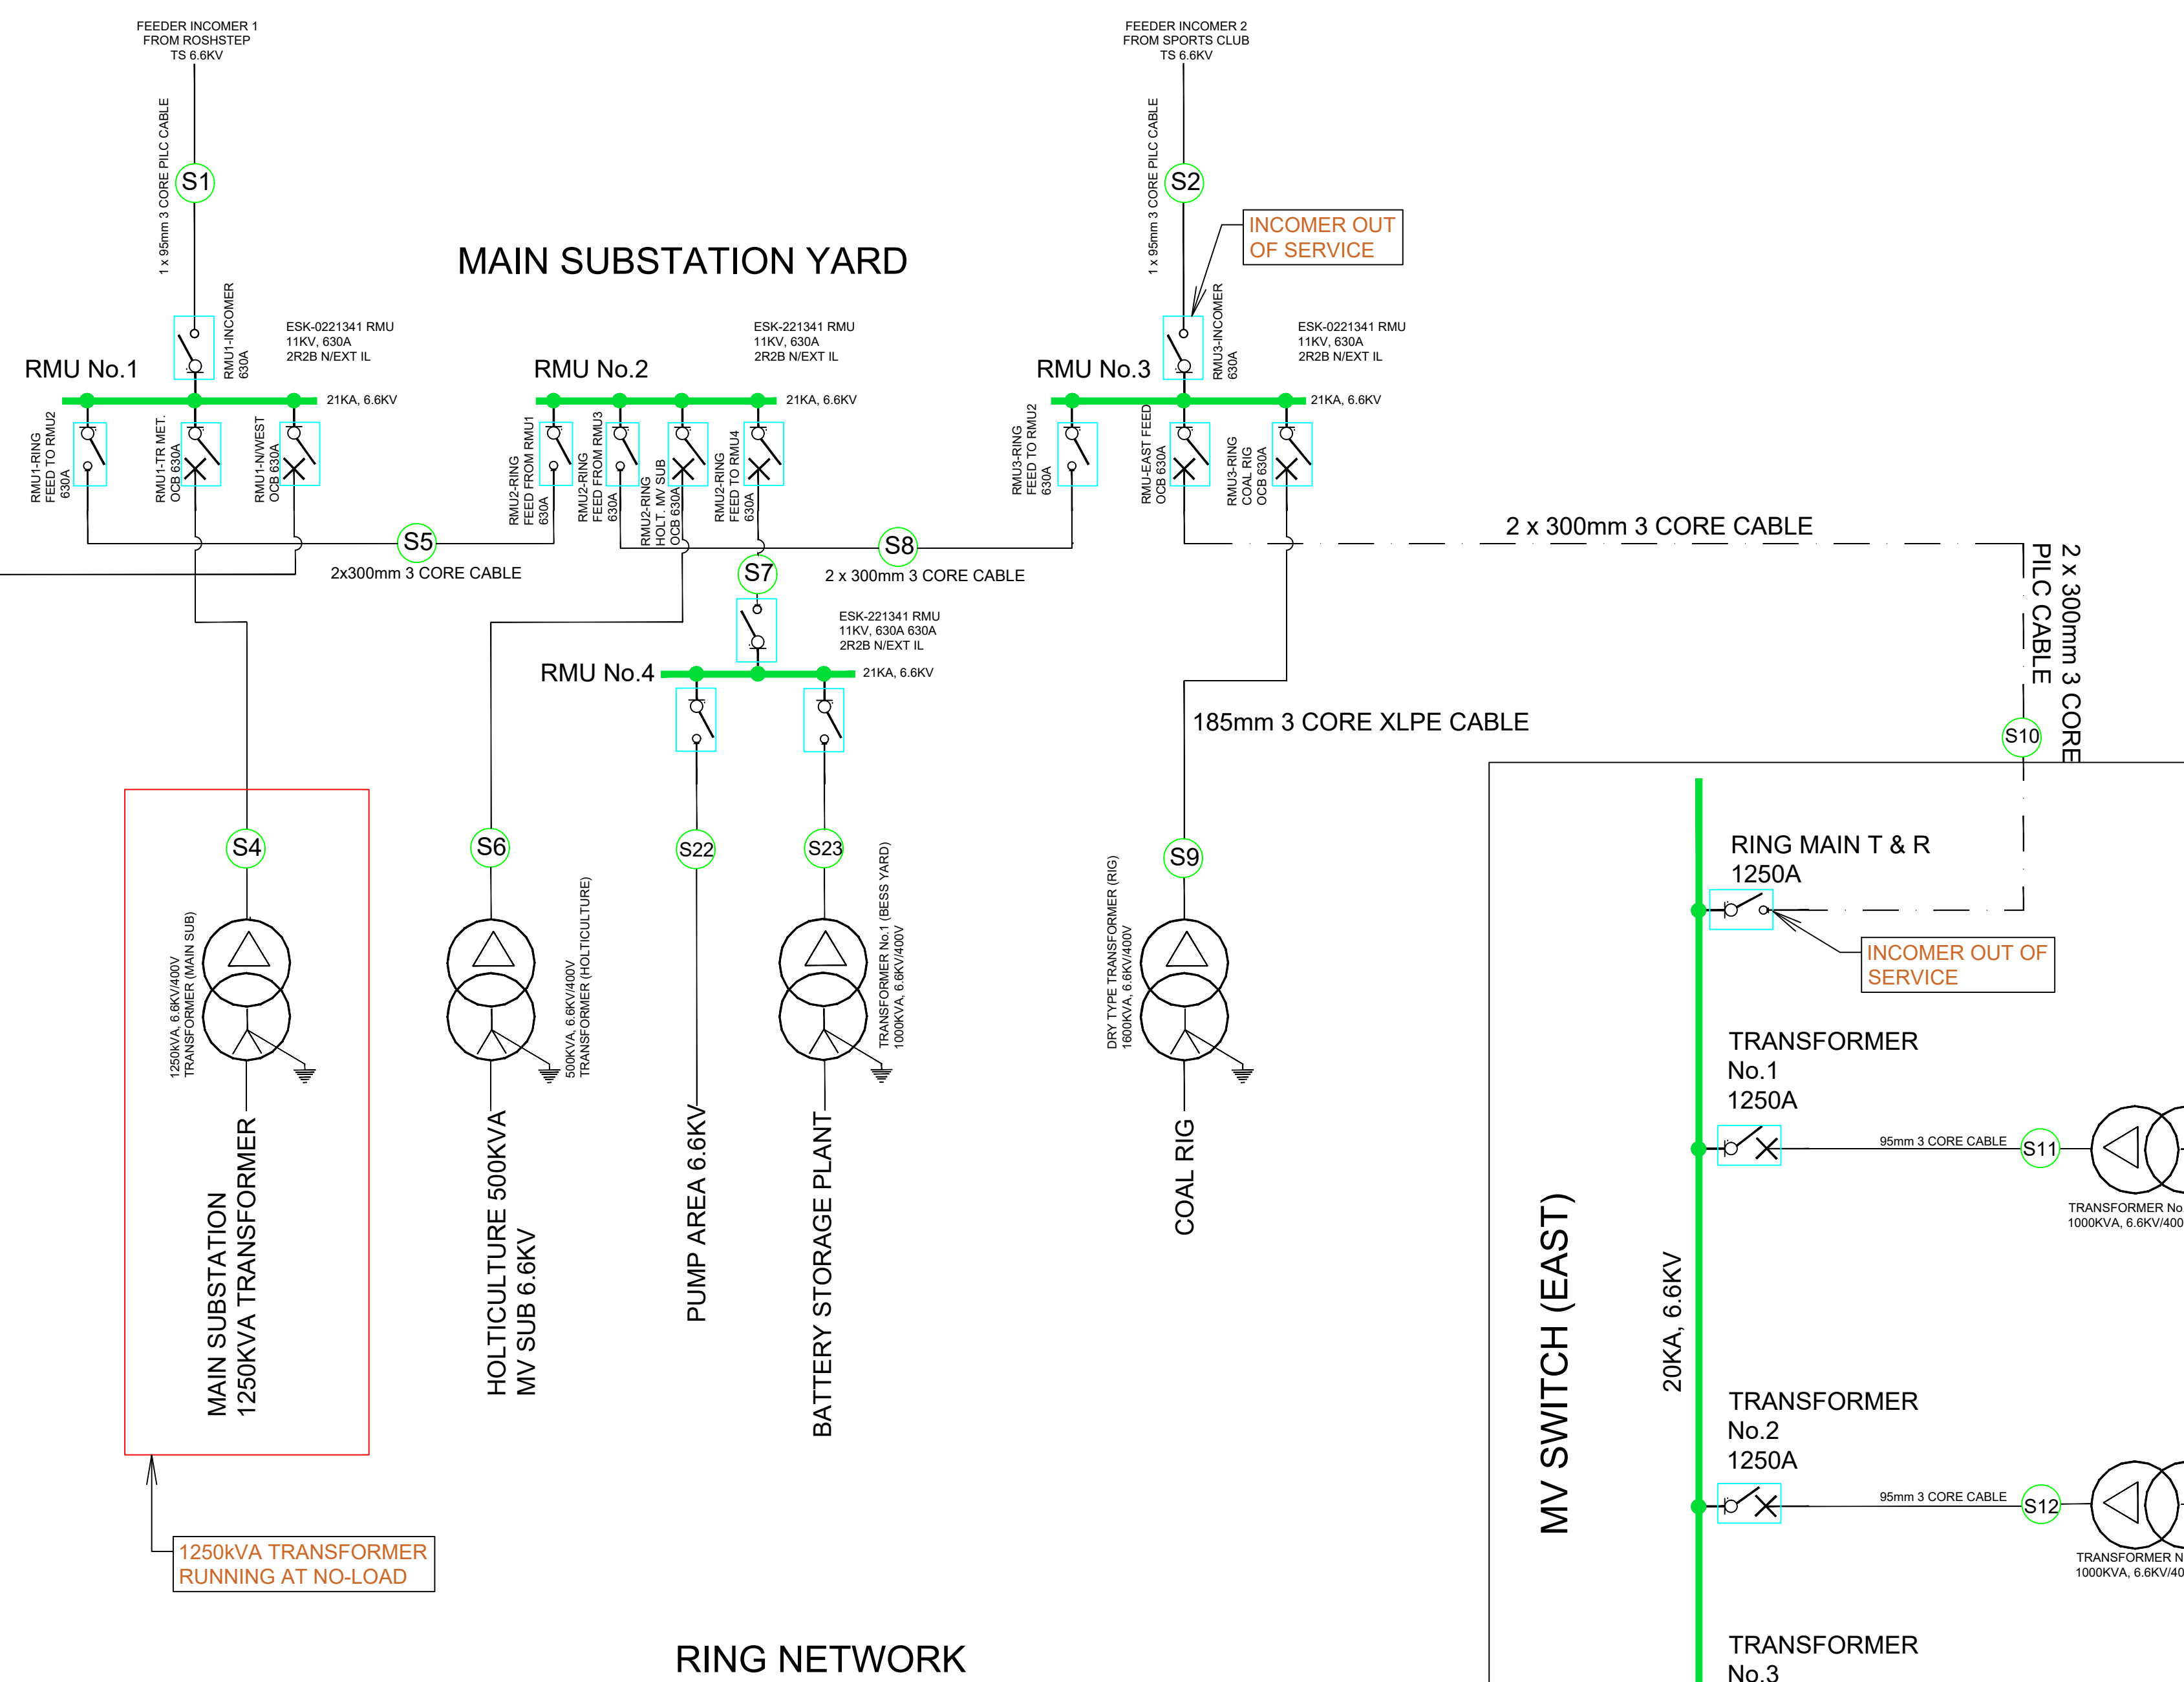 FEEDER INCOMER 1
FROM ROSHSTEP
TS 6.6KV
1 x 95mm 3 CORE PILC CABLE
S1
FEEDER INCOMER 2
FROM SPORTS CLUB
TS 6.6KV
1 x 95mm 3 CORE PILC CABLE
S2
INCOMER OUT
OF SERVICE
MAIN SUBSTATION YARD
RMU1-INCOMER
630A
ESK-0221341 RMU
11KV, 630A
2R2B N/EXT IL
RMU No.1
21KA, 6.6KV
RMU1-RING
FEED TO RMU2
630A
RMU1-TR MET.
OCB 630A
RMU 1-N/WEST
OCB 630A
ESK-221341 RMU
11KV, 630A
2R2B N/EXT IL
RMU No.2
21KA, 6.6KV
RMU2-RING
FEED FROM RMU1
630A
RMU2-RING
FEED FROM RMU3
630A
RMU2-RING
HOLT. MV SUB
OCB 630A
RMU2-RING
FEED TO RMU4
630A
RMU3-INCOMER
630A
ESK-0221341 RMU
11KV, 630A
2R2B N/EXT IL
RMU No.3
21KA, 6.6KV
RMU3-RING
FEED TO RMU2
630A
RMU-EAST FEED
OCB 630A
RMU3-RING
COAL RIG
OCB 630A
S5
2x300mm 3 CORE CABLE
S8
2 x 300mm 3 CORE CABLE
S7
2 x 300mm 3 CORE CABLE
2 x 300mm 3 CORE
PILC CABLE
S10
ESK-221341 RMU
11KV, 630A 630A
2R2B N/EXT IL
RMU No.4
21KA, 6.6KV
185mm 3 CORE XLPE CABLE
S4
1250kVA, 6.6KV/400V
TRANSFORMER (MAIN SUB)
MAIN SUBSTATION
1250KVA TRANSFORMER
1250kVA TRANSFORMER
RUNNING AT NO-LOAD
S6
500KVA, 6.6KV/400V
TRANSFORMER (HOLTICULTURE)
HOLTICULTURE 500KVA
MV SUB 6.6KV
S22
PUMP AREA 6.6KV
S23
TRANSFORMER No.1 (BESS YARD)
1000KVA, 6.6KV/400V
BATTERY STORAGE PLANT
S9
DRY TYPE TRANSFORMER (RIG)
1600KVA, 6.6KV/400V
COAL RIG
RING MAIN T & R
1250A
INCOMER OUT OF
SERVICE
MV SWITCH (EAST)
20KA, 6.6KV
TRANSFORMER
No.1
1250A
95mm 3 CORE CABLE
S11
TRANSFORMER No
1000KVA, 6.6KV/400
TRANSFORMER
No.2
1250A
95mm 3 CORE CABLE
S12
TRANSFORMER N
1000KVA, 6.6KV/40
TRANSFORMER
No.3
RING NETWORK